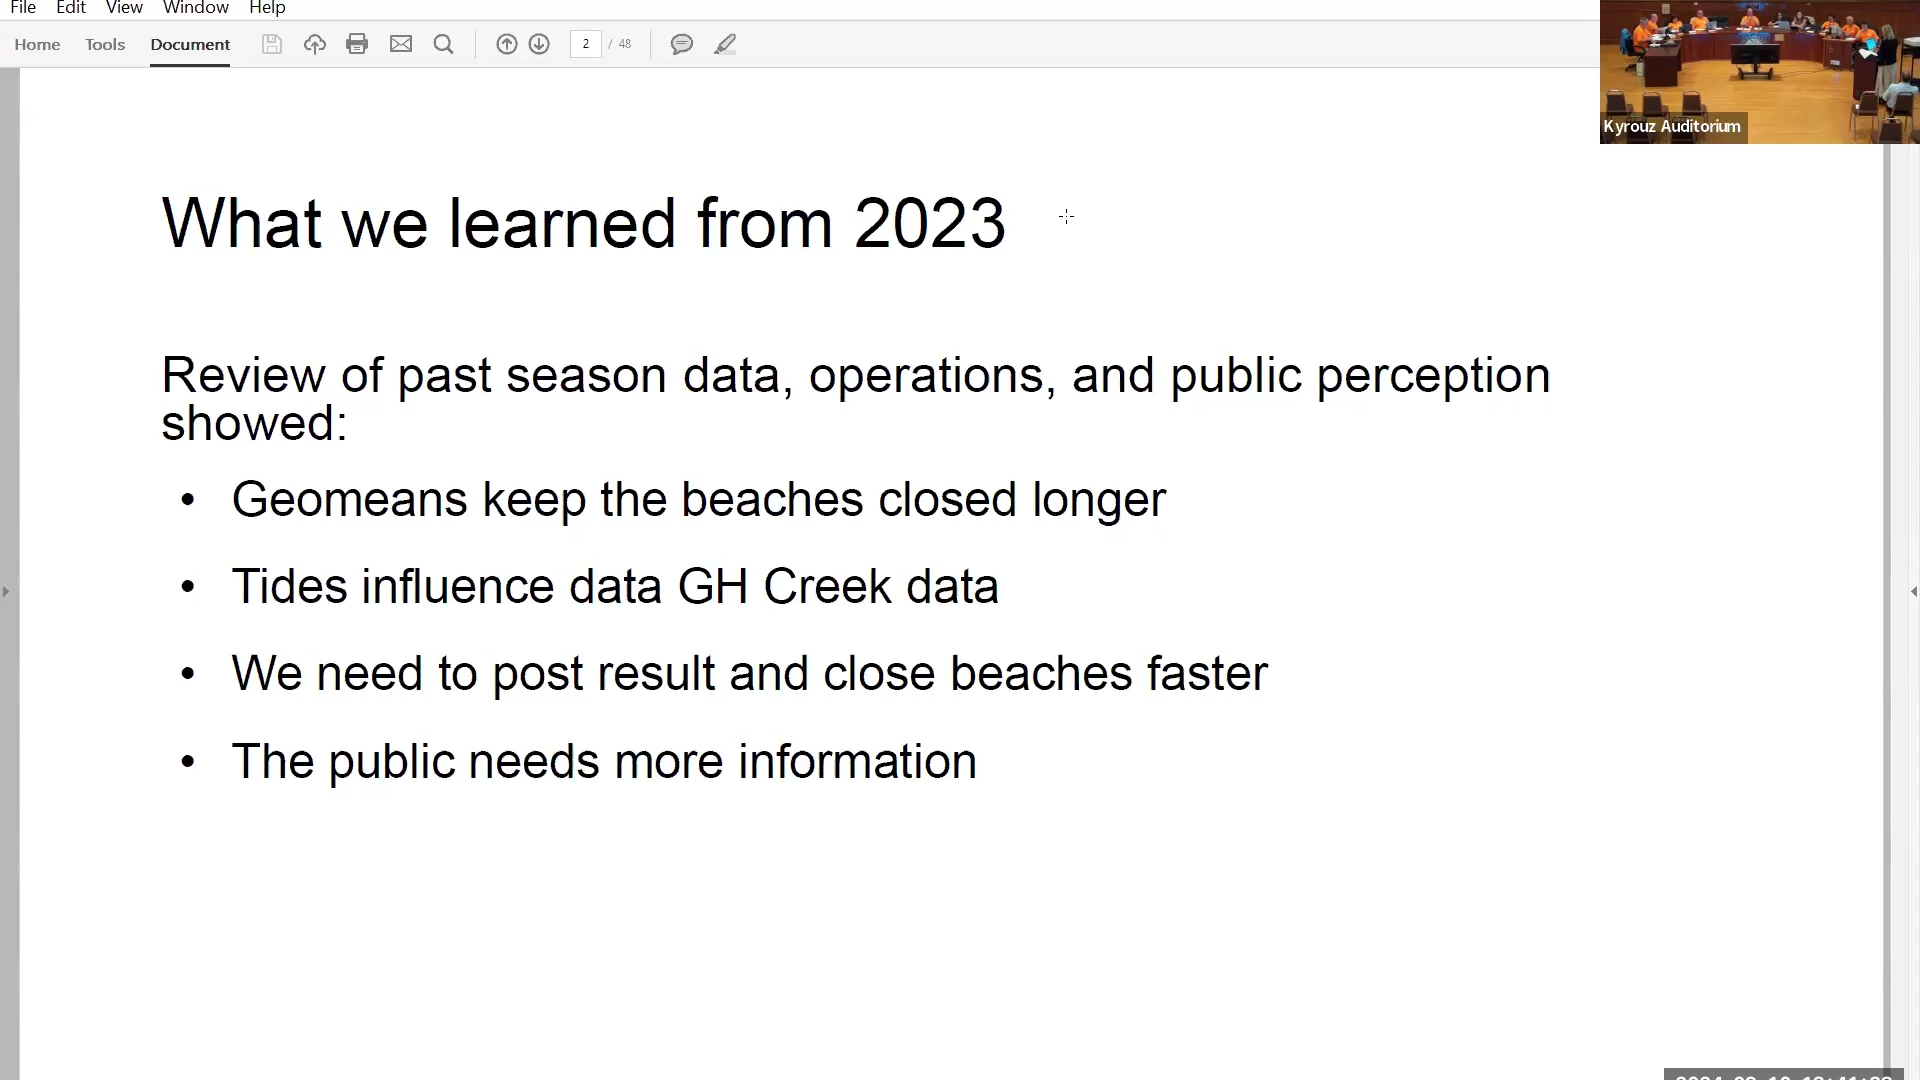 File Edit View Window Help
Home Tools Document 2 / 48
Kyrouz Auditorium
What we learned from 2023
Review of past season data, operations, and public perception
showed:
• Geomeans keep the beaches closed longer
• Tides influence data GH Creek data
• We need to post result and close beaches faster
• The public needs more information